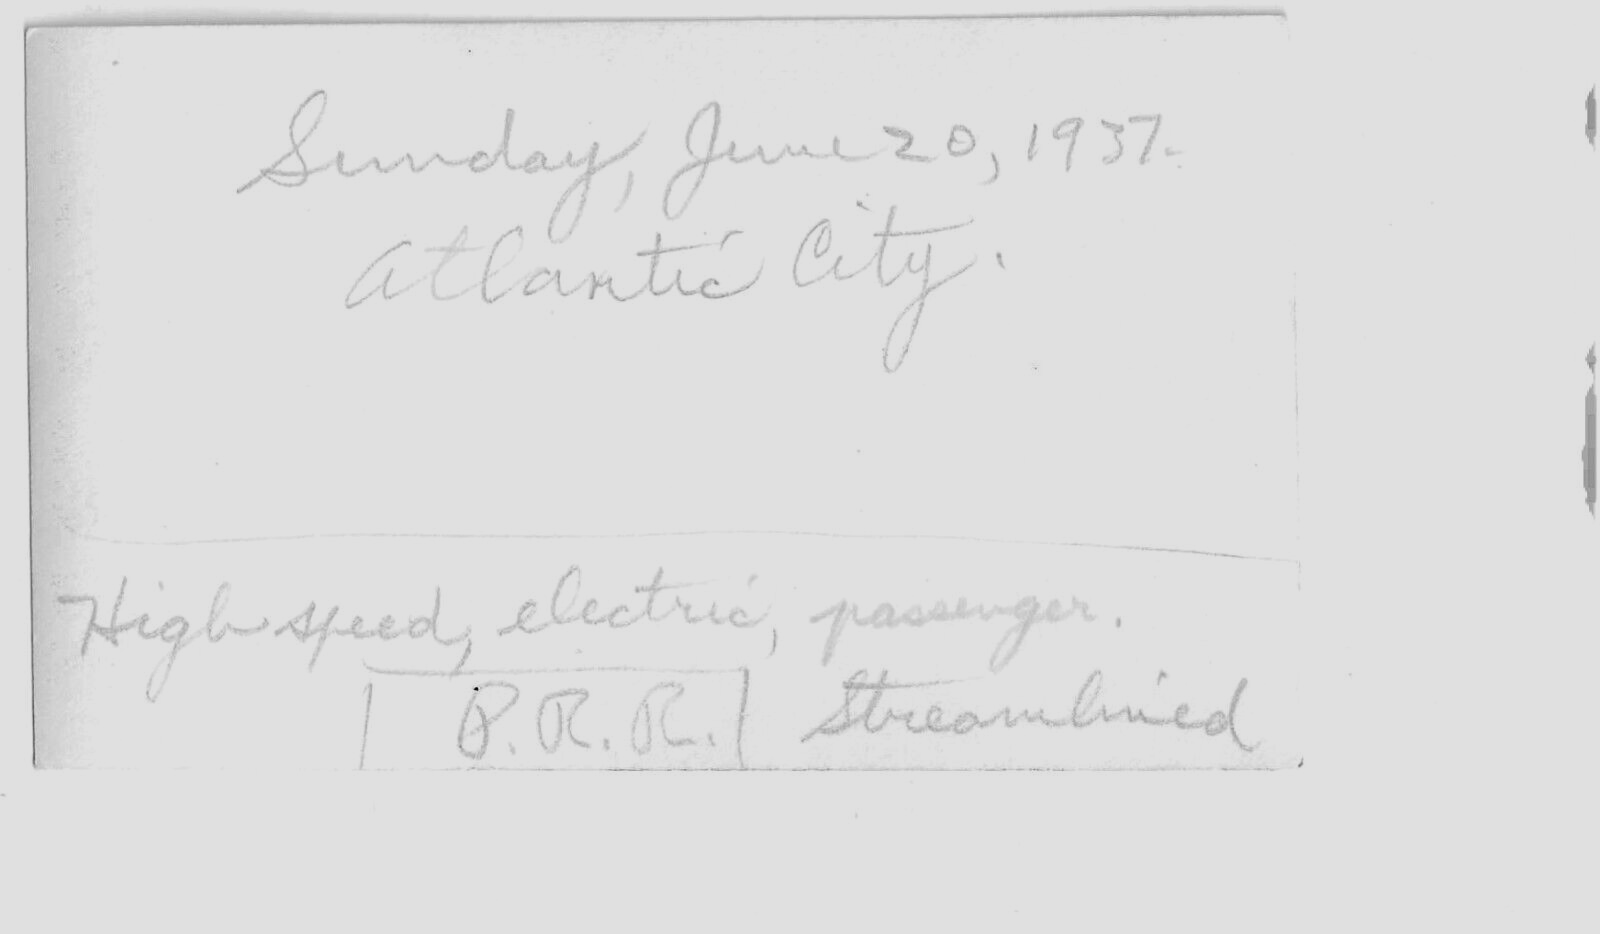 Sunday, June 20, 1937.
Atlantic City.
High speed, electric, passenger.
P.R.R. Streamlined